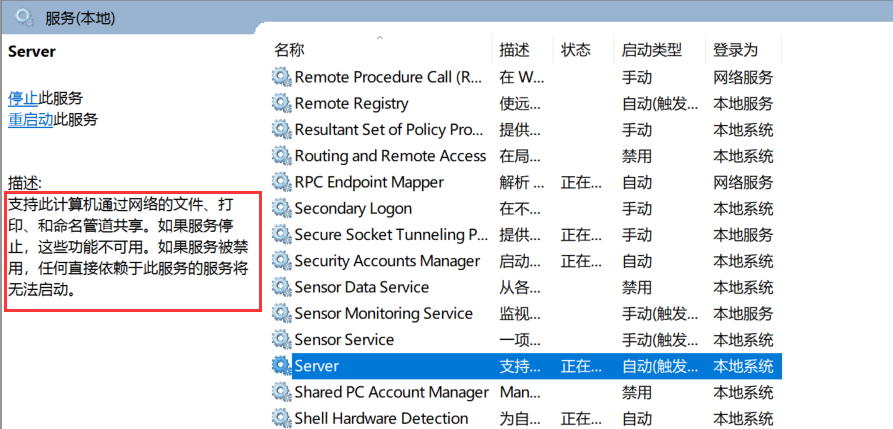 服务(本地)
Server
停止此服务
重启动此服务
描述:
支持此计算机通过网络的文件、打
印、和命名管道共享。如果服务停
止，这些功能不可用。如果服务被禁
用，任何直接依赖于此服务的服务将
无法启动。
名称 描述 状态 启动类型 登录为
Remote Procedure Call (R... 在 W... 手动 网络服务
Remote Registry 使远... 自动(触发... 本地服务
Resultant Set of Policy Pro... 提供... 手动 本地系统
Routing and Remote Access 在局... 禁用 本地系统
RPC Endpoint Mapper 解析 ... 正在... 自动 网络服务
Secondary Logon 在不... 手动 本地系统
Secure Socket Tunneling P... 提供... 正在... 手动 本地服务
Security Accounts Manager 启动... 正在... 自动 本地系统
Sensor Data Service 从各... 禁用 本地系统
Sensor Monitoring Service 监视... 手动(触发... 本地服务
Sensor Service 一项... 手动(触发... 本地系统
Server 支持... 正在... 自动(触发... 本地系统
Shared PC Account Manager Man... 禁用 本地系统
Shell Hardware Detection 为自... 正在... 自动 本地系统